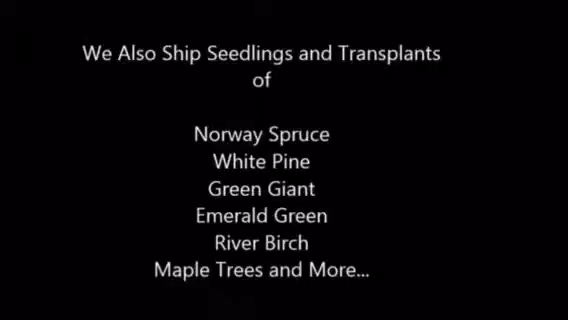 We Also Ship Seedlings and Transplants
of
Norway Spruce
White Pine
Green Giant
Emerald Green
River Birch
Maple Trees and More...